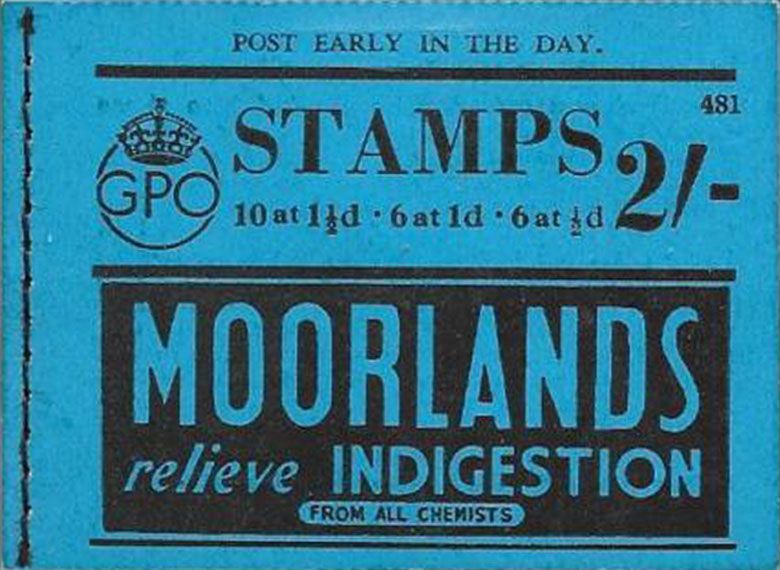 POST EARLY IN THE DAY.
481
STAMPS 2/-
GPO
10 at 1½d · 6 at 1d · 6 at ½d
MOORLANDS
relieve INDIGESTION
FROM ALL CHEMISTS